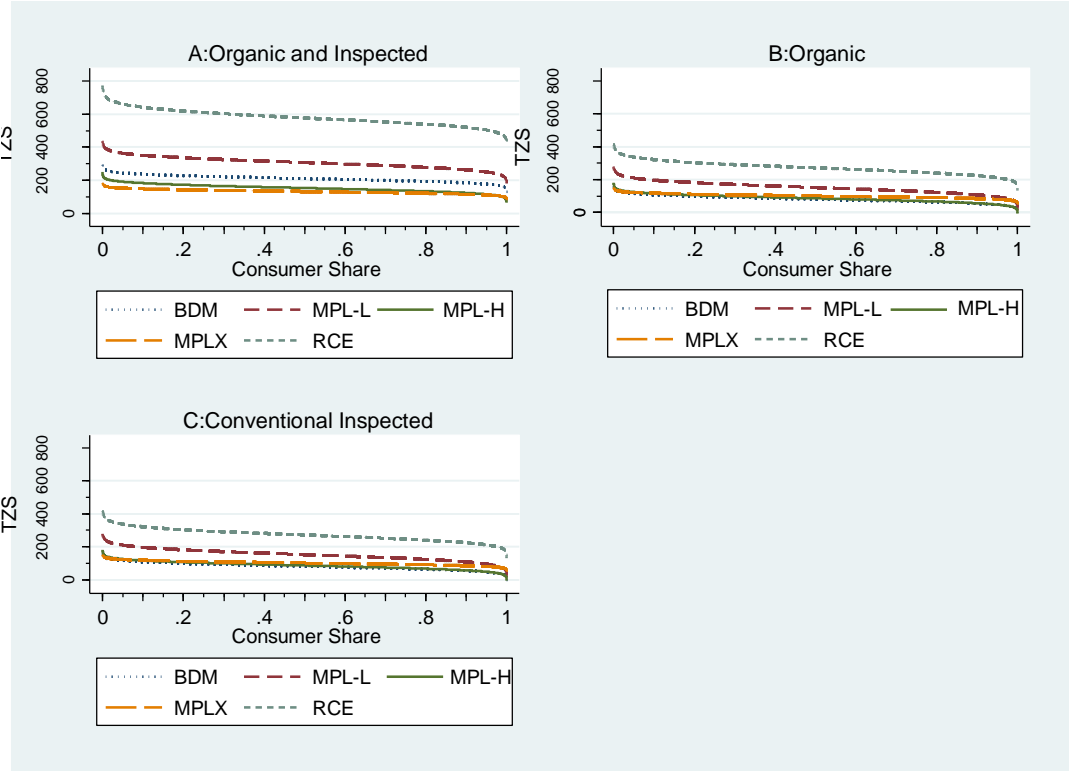 A:Organic and Inspected
TZS
0 200 400 600 800
0 .2 .4 .6 .8 1
Consumer Share
BDM MPL-L MPL-H
MPLX RCE
B:Organic
TZS
0 200 400 600 800
0 .2 .4 .6 .8 1
Consumer Share
BDM MPL-L MPL-H
MPLX RCE
C:Conventional Inspected
TZS
0 200 400 600 800
0 .2 .4 .6 .8 1
Consumer Share
BDM MPL-L MPL-H
MPLX RCE